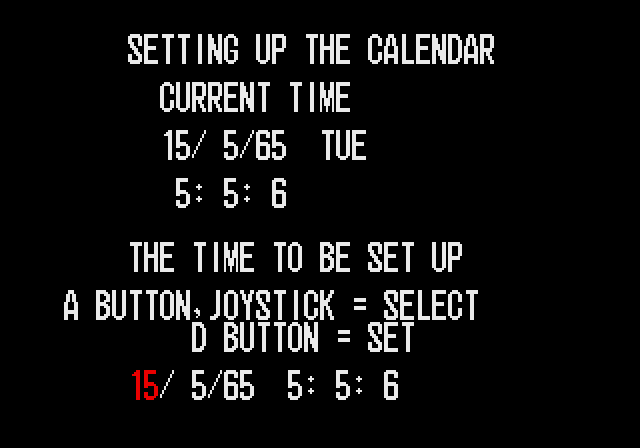 SETTING UP THE CALENDAR
CURRENT TIME
15/ 5/65  TUE
5: 5: 6
THE TIME TO BE SET UP
A BUTTON,JOYSTICK = SELECT
D BUTTON = SET
15/ 5/65  5: 5: 6